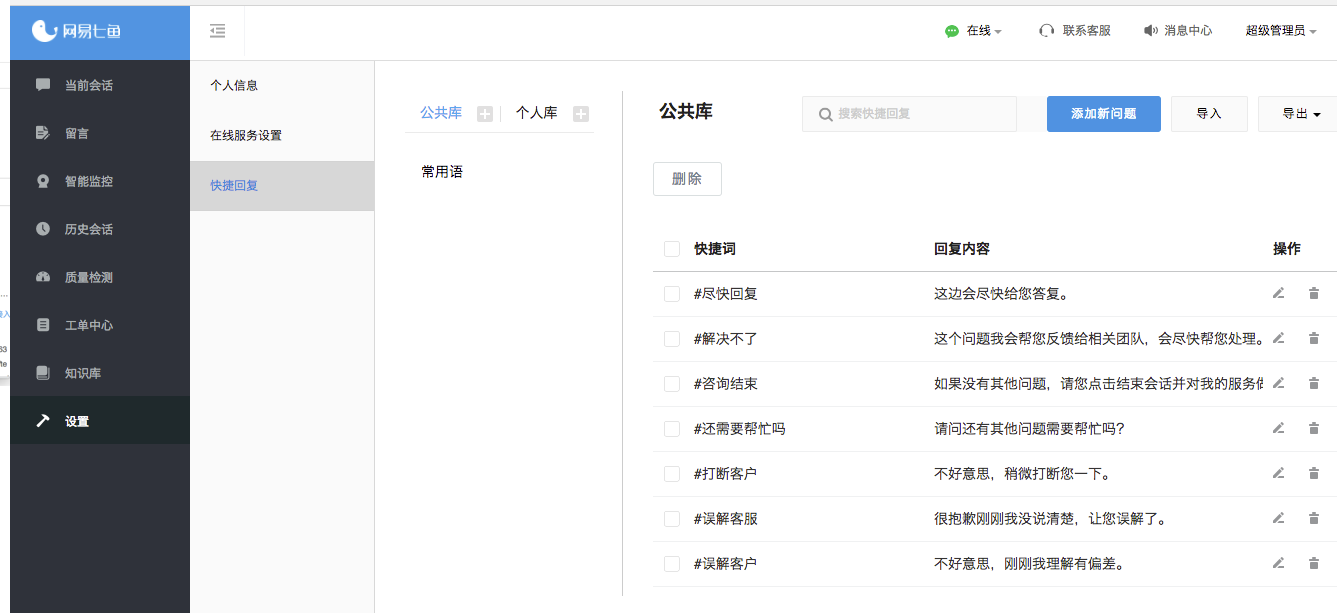 网易七鱼
在线
联系客服
消息中心
超级管理员
当前会话
留言
智能监控
历史会话
质量检测
工单中心
知识库
设置
个人信息
在线服务设置
快捷回复
公共库
个人库
常用语
公共库
搜索快捷回复
添加新问题
导入
导出
删除
快捷词 回复内容 操作
#尽快回复 这边会尽快给您答复。
#解决不了 这个问题我会帮您反馈给相关团队，会尽快帮您处理。
#咨询结束 如果没有其他问题，请您点击结束会话并对我的服务
#还需要帮忙吗 请问还有其他问题需要帮忙吗?
#打断客户 不好意思，稍微打断您一下。
#误解客服 很抱歉刚刚我没说清楚，让您误解了。
#误解客户 不好意思，刚刚我理解有偏差。